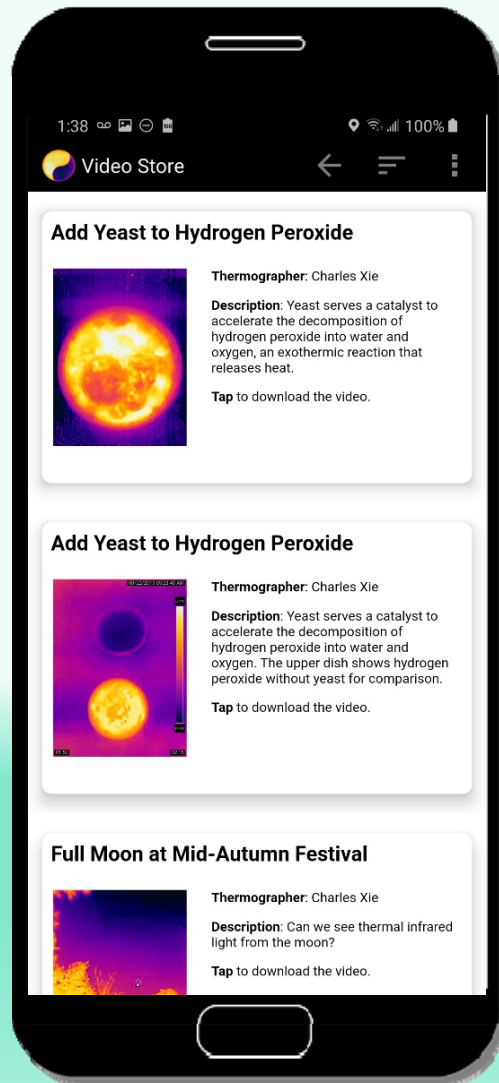 1:38 100%
Video Store
Add Yeast to Hydrogen Peroxide
Thermographer: Charles Xie
Description: Yeast serves a catalyst to
accelerate the decomposition of
hydrogen peroxide into water and
oxygen, an exothermic reaction that
releases heat.
Tap to download the video.
Add Yeast to Hydrogen Peroxide
Thermographer: Charles Xie
Description: Yeast serves a catalyst to
accelerate the decomposition of
hydrogen peroxide into water and
oxygen. The upper dish shows hydrogen
peroxide without yeast for comparison.
Tap to download the video.
Full Moon at Mid-Autumn Festival
Thermographer: Charles Xie
Description: Can we see thermal infrared
light from the moon?
Tap to download the video.